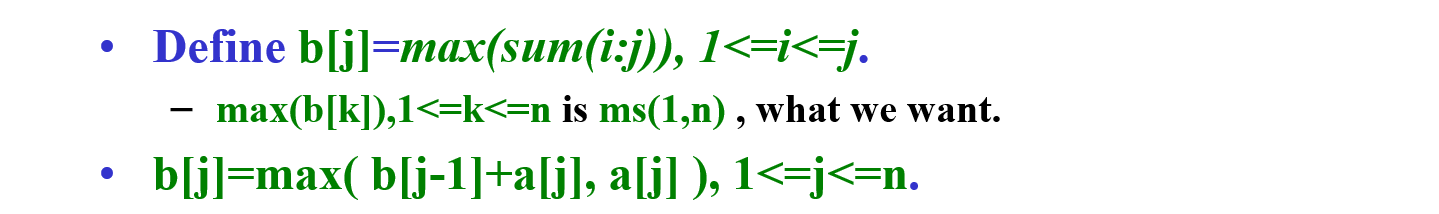 • Define b[j]=max(sum(i:j)), 1<=i<=j.
– max(b[k]),1<=k<=n is ms(1,n) , what we want.
• b[j]=max( b[j-1]+a[j], a[j] ), 1<=j<=n.